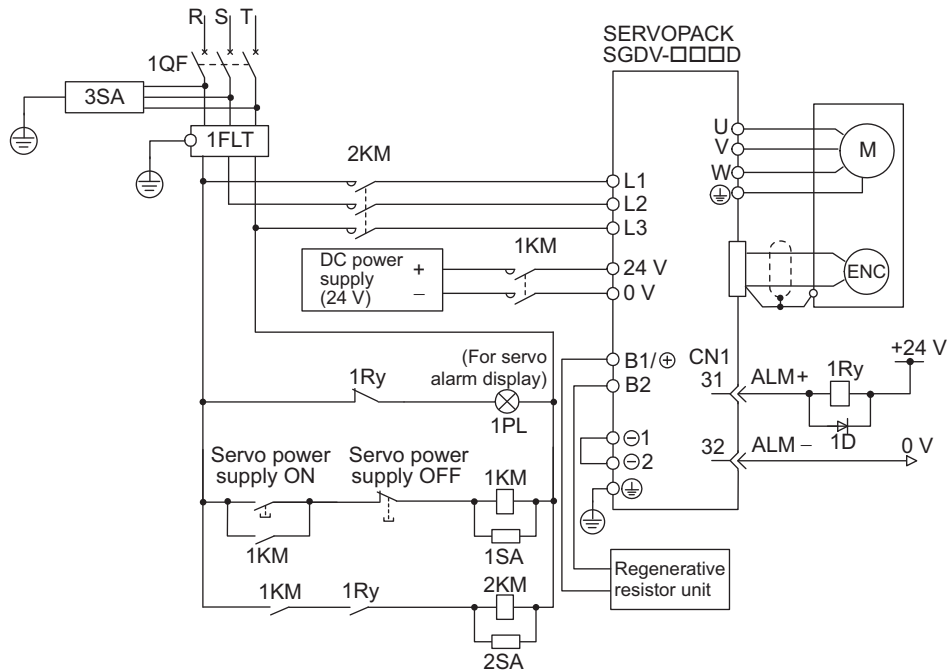 R S T
SERVOPACK
SGDV-□□□D
1QF
3SA
1FLT
U
V
W
M
2KM
L1
L2
L3
1KM
DC power
supply
(24 V)
+
−
24 V
0 V
ENC
B1/⊕
B2
CN1
+24 V
(For servo
alarm display)
1Ry
1PL
31 ALM+
1Ry
1D
⊖1
⊖2
32 ALM −
0 V
Servo power
supply ON
Servo power
supply OFF
1KM
1KM
1SA
Regenerative
resistor unit
1KM
1Ry
2KM
2SA